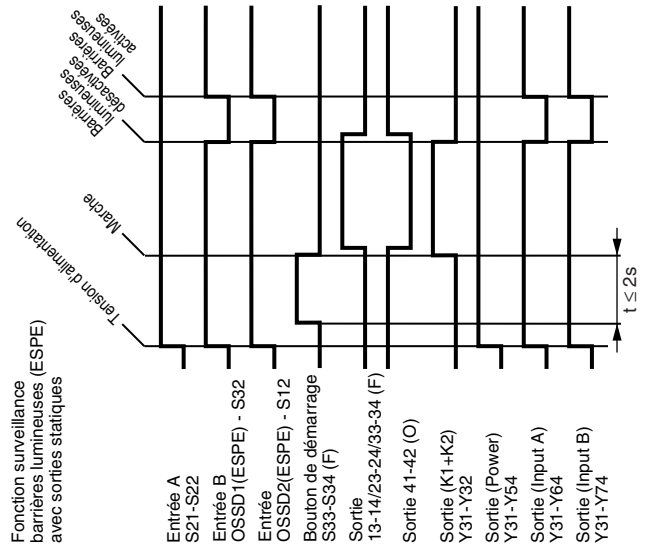 Fonction surveillance
barrières lumineuses (ESPE)
avec sorties statiques
Tension d'alimentation
Marche
Barrières
lumineuses
désactivées
Barrières
lumineuses
activées
Entrée A
S21-S22
Entrée B
OSSD1(ESPE) - S32
Entrée
OSSD2(ESPE) - S12
Bouton de démarrage
S33-S34 (F)
Sortie
13-14/23-24/33-34 (F)
Sortie 41-42 (O)
Sortie (K1+K2)
Y31-Y32
Sortie (Power)
Y31-Y54
Sortie (Input A)
Y31-Y64
Sortie (Input B)
Y31-Y74
t ≤ 2s